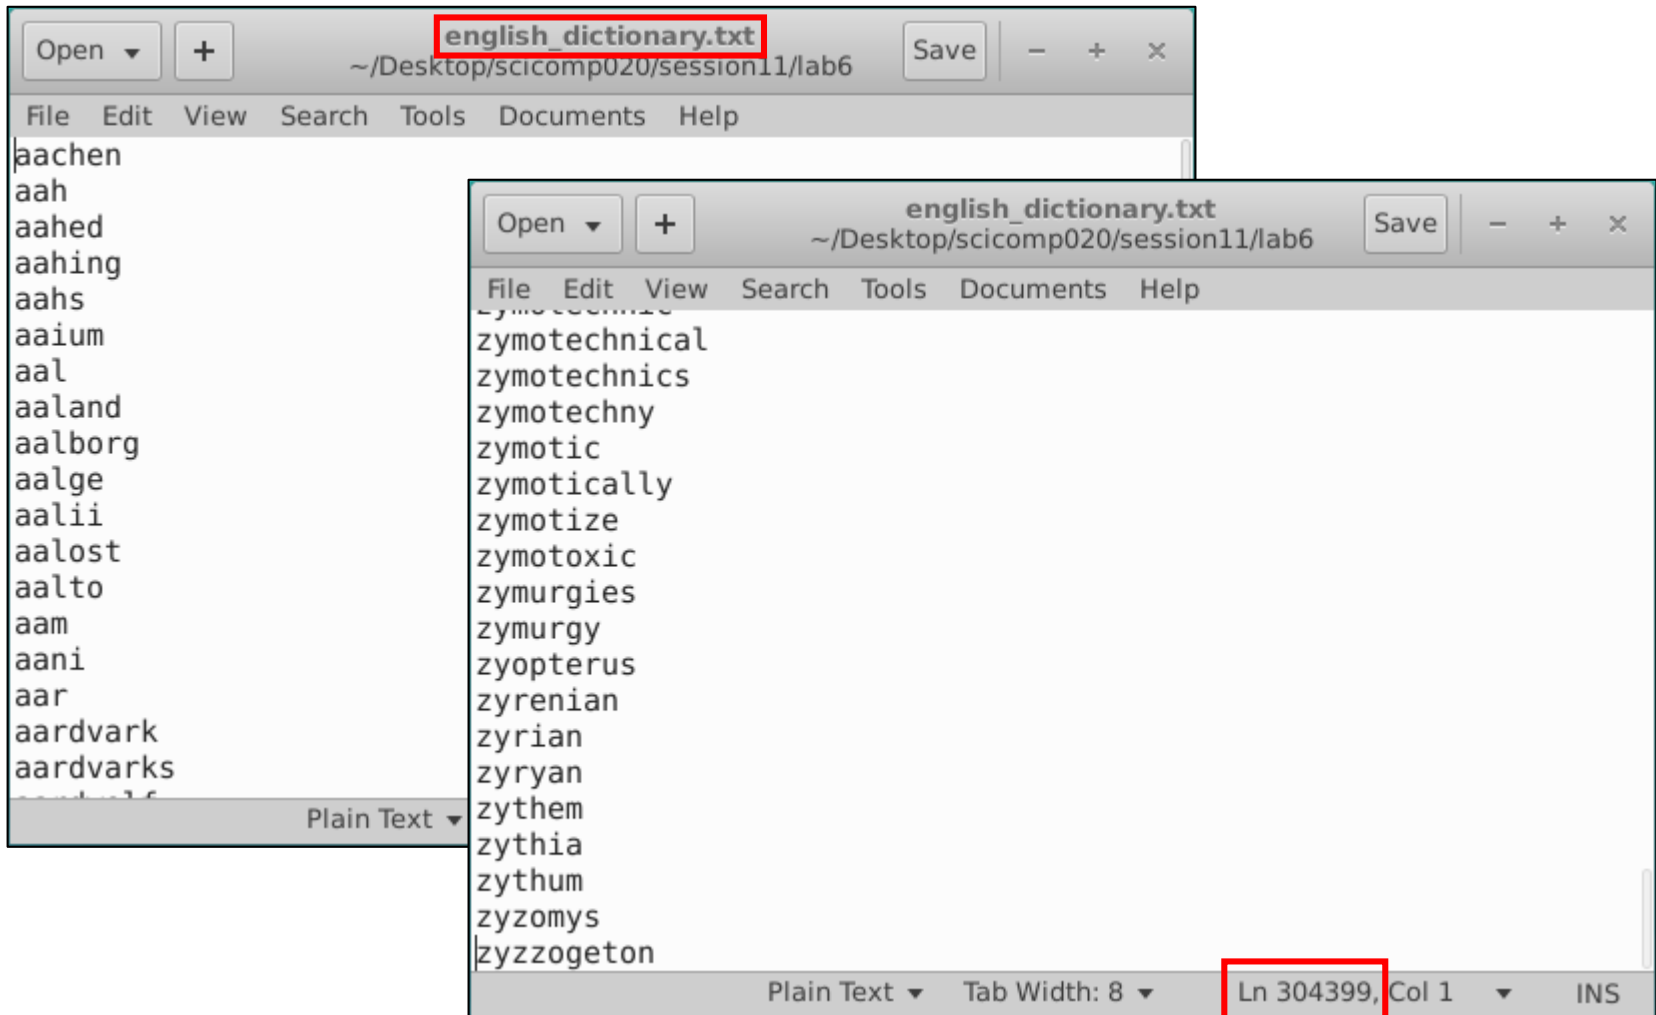 Open + english_dictionary.txt Save
~/Desktop/scicomp020/session11/lab6
File Edit View Search Tools Documents Help
aachen
aah
aahed
aahing
aahs
aaium
aal
aaland
aalborg
aalge
aalii
aalost
aalto
aam
aani
aar
aardvark
aardvarks
Plain Text
Open + english_dictionary.txt Save
~/Desktop/scicomp020/session11/lab6
File Edit View Search Tools Documents Help
zymotechnical
zymotechnics
zymotechny
zymotic
zymotically
zymotize
zymotoxic
zymurgies
zymurgy
zyopterus
zyrenian
zyrian
zyryan
zythem
zythia
zythum
zyzomys
zyzzogeton
Plain Text Tab Width: 8 Ln 304399, Col 1 INS